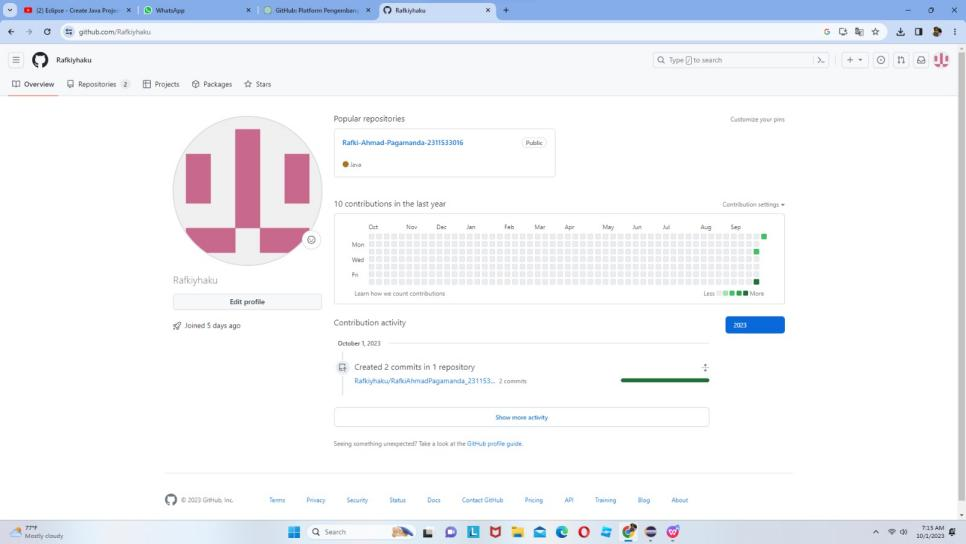 (2) Eclipse - Create Java Projec
WhatsApp
GitHub: Platform Pengembang
Rafkiyhaku
github.com/Rafkiyhaku
Rafkiyhaku
Type / to search
Overview
Repositories 2
Projects
Packages
Stars
Popular repositories
Customize your pins
Rafki-Ahmad-Pagamanda-2311533016
Public
Java
10 contributions in the last year
Contribution settings
Oct Nov Dec Jan Feb Mar Apr May Jun Jul Aug Sep
Mon
Wed
Fri
Learn how we count contributions
Less More
Rafkiyhaku
Edit profile
Joined 5 days ago
Contribution activity
2023
October 1, 2023
Created 2 commits in 1 repository
Rafkiyhaku/RafkiAhmadPagamanda_231153... 2 commits
Show more activity
Seeing something unexpected? Take a look at the GitHub profile guide.
© 2023 GitHub, Inc.
Terms Privacy Security Status Docs Contact GitHub Pricing API Training Blog About
77°F
Mostly cloudy
Search
7:15 AM
10/1/2023